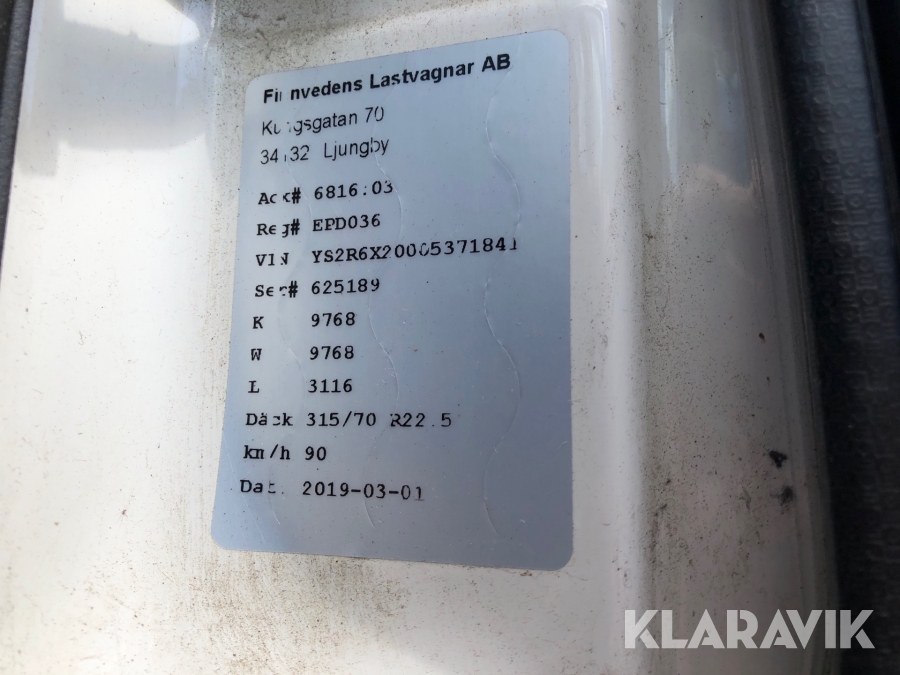 Finnvedens Lastvagnar AB
Kungsgatan 70
34132 Ljungby
Acc# 6816:03
Reg# EPD036
VIN YS2R6X20005371841
Ser# 625189
K 9768
W 9768
L 3116
Däck 315/70 R22.5
km/h 90
Dat. 2019-03-01
KLARAVIK